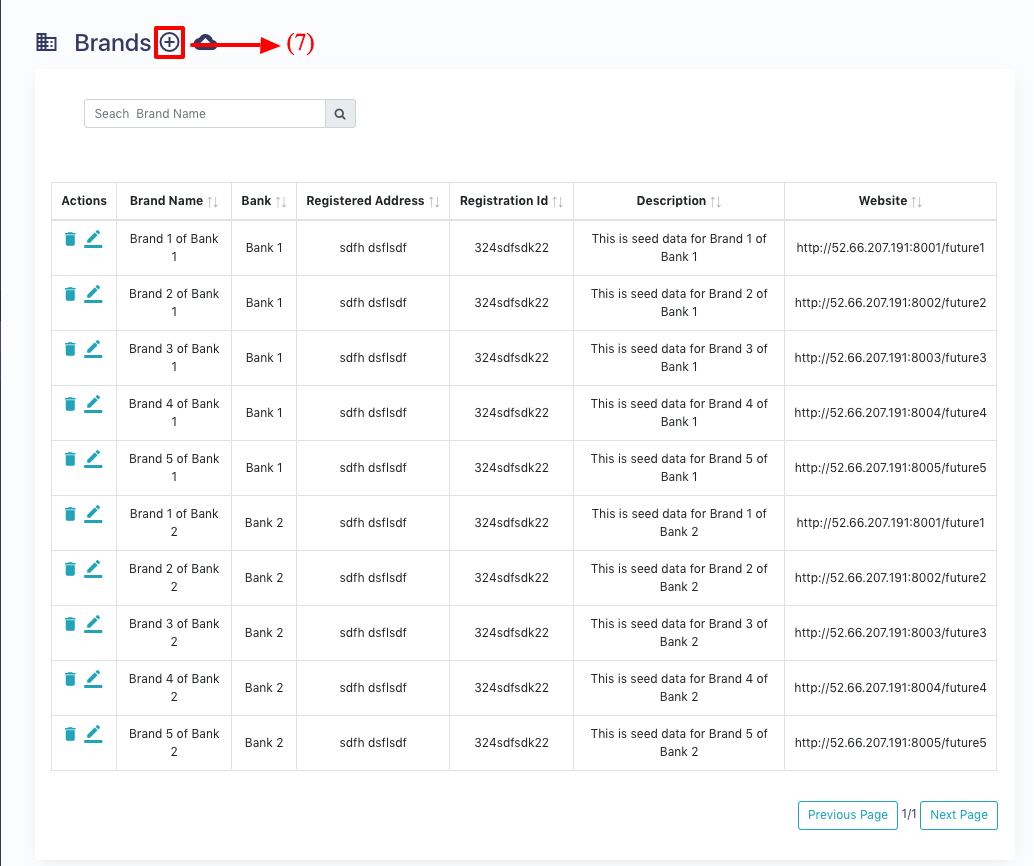 Brands (7)
Seach Brand Name
Actions Brand Name Bank Registered Address Registration Id Description Website
Brand 1 of Bank 1 Bank 1 sdfh dsflsdf 324sdfsdk22 This is seed data for Brand 1 of Bank 1 http://52.66.207.191:8001/future1
Brand 2 of Bank 1 Bank 1 sdfh dsflsdf 324sdfsdk22 This is seed data for Brand 2 of Bank 1 http://52.66.207.191:8002/future2
Brand 3 of Bank 1 Bank 1 sdfh dsflsdf 324sdfsdk22 This is seed data for Brand 3 of Bank 1 http://52.66.207.191:8003/future3
Brand 4 of Bank 1 Bank 1 sdfh dsflsdf 324sdfsdk22 This is seed data for Brand 4 of Bank 1 http://52.66.207.191:8004/future4
Brand 5 of Bank 1 Bank 1 sdfh dsflsdf 324sdfsdk22 This is seed data for Brand 5 of Bank 1 http://52.66.207.191:8005/future5
Brand 1 of Bank 2 Bank 2 sdfh dsflsdf 324sdfsdk22 This is seed data for Brand 1 of Bank 2 http://52.66.207.191:8001/future1
Brand 2 of Bank 2 Bank 2 sdfh dsflsdf 324sdfsdk22 This is seed data for Brand 2 of Bank 2 http://52.66.207.191:8002/future2
Brand 3 of Bank 2 Bank 2 sdfh dsflsdf 324sdfsdk22 This is seed data for Brand 3 of Bank 2 http://52.66.207.191:8003/future3
Brand 4 of Bank 2 Bank 2 sdfh dsflsdf 324sdfsdk22 This is seed data for Brand 4 of Bank 2 http://52.66.207.191:8004/future4
Brand 5 of Bank 2 Bank 2 sdfh dsflsdf 324sdfsdk22 This is seed data for Brand 5 of Bank 2 http://52.66.207.191:8005/future5
Previous Page 1/1 Next Page